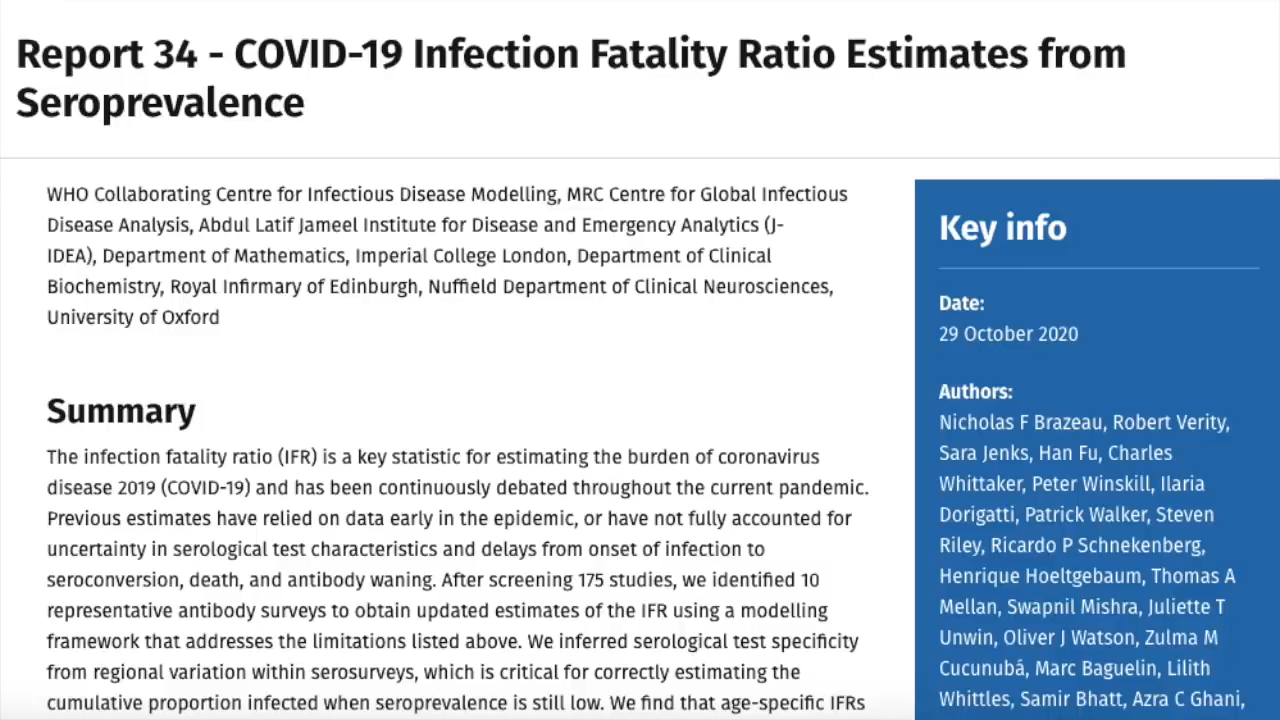 Report 34 - COVID-19 Infection Fatality Ratio Estimates from
Seroprevalence
WHO Collaborating Centre for Infectious Disease Modelling, MRC Centre for Global Infectious
Disease Analysis, Abdul Latif Jameel Institute for Disease and Emergency Analytics (J-
IDEA), Department of Mathematics, Imperial College London, Department of Clinical
Biochemistry, Royal Infirmary of Edinburgh, Nuffield Department of Clinical Neurosciences,
University of Oxford
Summary
The infection fatality ratio (IFR) is a key statistic for estimating the burden of coronavirus
disease 2019 (COVID-19) and has been continuously debated throughout the current pandemic.
Previous estimates have relied on data early in the epidemic, or have not fully accounted for
uncertainty in serological test characteristics and delays from onset of infection to
seroconversion, death, and antibody waning. After screening 175 studies, we identified 10
representative antibody surveys to obtain updated estimates of the IFR using a modelling
framework that addresses the limitations listed above. We inferred serological test specificity
from regional variation within serosurveys, which is critical for correctly estimating the
cumulative proportion infected when seroprevalence is still low. We find that age-specific IFRs
Key info
Date:
29 October 2020
Authors:
Nicholas F Brazeau, Robert Verity,
Sara Jenks, Han Fu, Charles
Whittaker, Peter Winskill, Ilaria
Dorigatti, Patrick Walker, Steven
Riley, Ricardo P Schnekenberg,
Henrique Hoeltgebaum, Thomas A
Mellan, Swapnil Mishra, Juliette T
Unwin, Oliver J Watson, Zulma M
Cucunubá, Marc Baguelin, Lilith
Whittles, Samir Bhatt, Azra C Ghani,